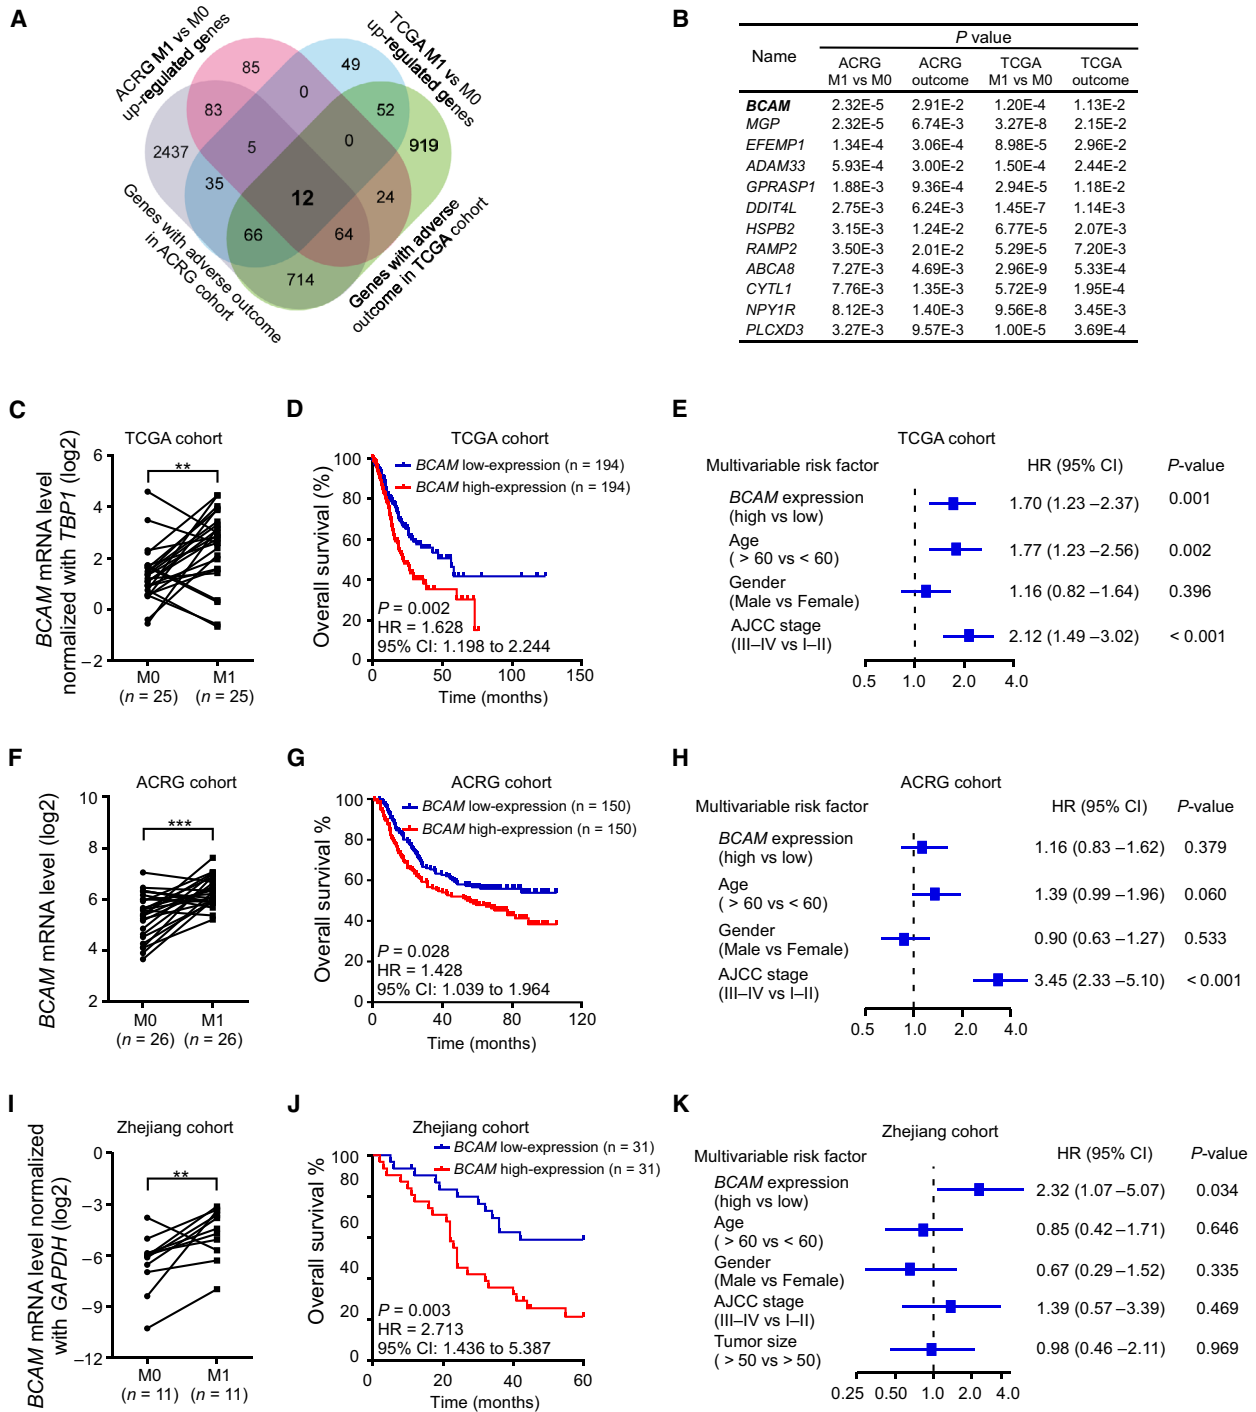 A
ACRG M1 vs M0
up-regulated genes
TCGA M1 vs M0
up-regulated genes
85
49
0
83
52
2437
5
0
919
35
12
24
66
64
714
Genes with adverse outcome
in ACRG cohort
Genes with adverse
outcome in TCGA cohort
B
Name
P value
ACRG M1 vs M0 ACRG outcome TCGA M1 vs M0 TCGA outcome
BCAM 2.32E-5 2.91E-2 1.20E-4 1.13E-2
MGP 2.32E-5 6.74E-3 3.27E-8 2.15E-2
EFEMP1 1.34E-4 3.06E-4 8.98E-5 2.96E-2
ADAM33 5.93E-4 3.00E-2 1.50E-4 2.44E-2
GPRASP1 1.88E-3 9.36E-4 2.94E-5 1.18E-2
DDIT4L 2.75E-3 6.24E-3 1.45E-7 1.14E-3
HSPB2 3.15E-3 1.24E-2 6.77E-5 2.07E-3
RAMP2 3.50E-3 2.01E-2 5.29E-5 7.20E-3
ABCA8 7.27E-3 4.69E-3 2.96E-9 5.33E-4
CYTL1 7.76E-3 1.35E-3 5.72E-9 1.95E-4
NPY1R 8.12E-3 1.40E-3 9.56E-8 3.45E-3
PLCXD3 3.27E-3 9.57E-3 1.00E-5 3.69E-4
C
TCGA cohort
BCAM mRNA level
normalized with TBP1 (log2)
6
4
2
0
–2
**
M0 M1
(n = 25) (n = 25)
D
TCGA cohort
BCAM low-expression (n = 194)
BCAM high-expression (n = 194)
Overall survival (%)
100
80
60
40
20
0
P = 0.002
HR = 1.628
95% CI: 1.198 to 2.244
0 50 100 150
Time (months)
E
TCGA cohort
Multivariable risk factor HR (95% CI) P-value
BCAM expression
(high vs low) 1.70 (1.23 –2.37) 0.001
Age
( > 60 vs < 60) 1.77 (1.23 –2.56) 0.002
Gender
(Male vs Female) 1.16 (0.82 –1.64) 0.396
AJCC stage
(III–IV vs I–II) 2.12 (1.49 –3.02) < 0.001
0.5 1.0 2.0 4.0
F
ACRG cohort
BCAM mRNA level (log2)
10
8
6
4
2
***
M0 M1
(n = 26) (n = 26)
G
ACRG cohort
BCAM low-expression (n = 150)
BCAM high-expression (n = 150)
Overall survival %
100
80
60
40
20
0
P = 0.028
HR = 1.428
95% CI: 1.039 to 1.964
0 40 80 120
Time (months)
H
ACRG cohort
Multivariable risk factor HR (95% CI) P-value
BCAM expression
(high vs low) 1.16 (0.83 –1.62) 0.379
Age
( > 60 vs < 60) 1.39 (0.99 –1.96) 0.060
Gender
(Male vs Female) 0.90 (0.63 –1.27) 0.533
AJCC stage
(III–IV vs I–II) 3.45 (2.33 –5.10) < 0.001
0.5 1.0 2.0 4.0
I
Zhejiang cohort
BCAM mRNA level normalized
with GAPDH (log2)
0
–3
–6
–9
–12
**
M0 M1
(n = 11) (n = 11)
J
Zhejiang cohort
BCAM low-expression (n = 31)
BCAM high-expression (n = 31)
Overall survival %
100
80
60
40
20
0
P = 0.003
HR = 2.713
95% CI: 1.436 to 5.387
0 20 40 60
Time (months)
K
Zhejiang cohort
Multivariable risk factor HR (95% CI) P-value
BCAM expression
(high vs low) 2.32 (1.07 –5.07) 0.034
Age
( > 60 vs < 60) 0.85 (0.42 –1.71) 0.646
Gender
(Male vs Female) 0.67 (0.29 –1.52) 0.335
AJCC stage
(III–IV vs I–II) 1.39 (0.57 –3.39) 0.469
Tumor size
( > 50 vs > 50) 0.98 (0.46 –2.11) 0.969
0.25 0.50 1.0 2.0 4.0